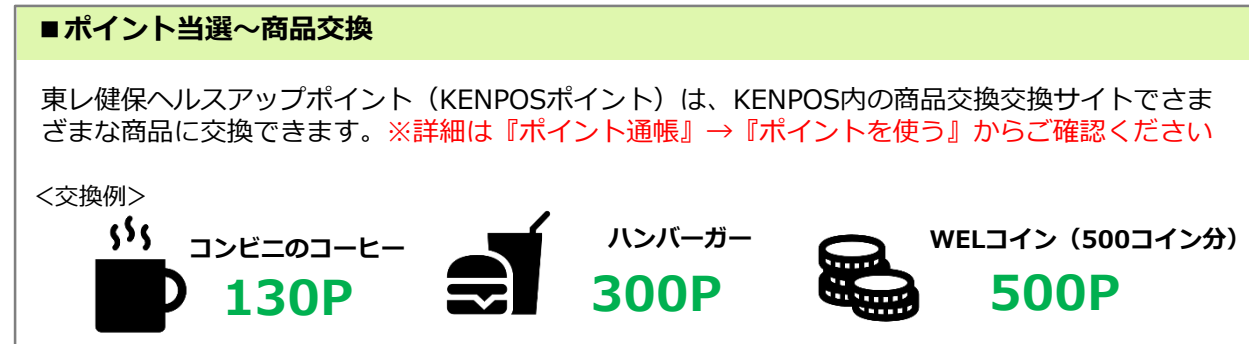 ■ポイント当選～商品交換
東レ健保ヘルスアップポイント（KENPOSポイント）は、KENPOS内の商品交換交換サイトでさま
ざまな商品に交換できます。※詳細は『ポイント通帳』→『ポイントを使う』からご確認ください
＜交換例＞
コンビニのコーヒー
130P
ハンバーガー
300P
WELコイン（500コイン分）
500P